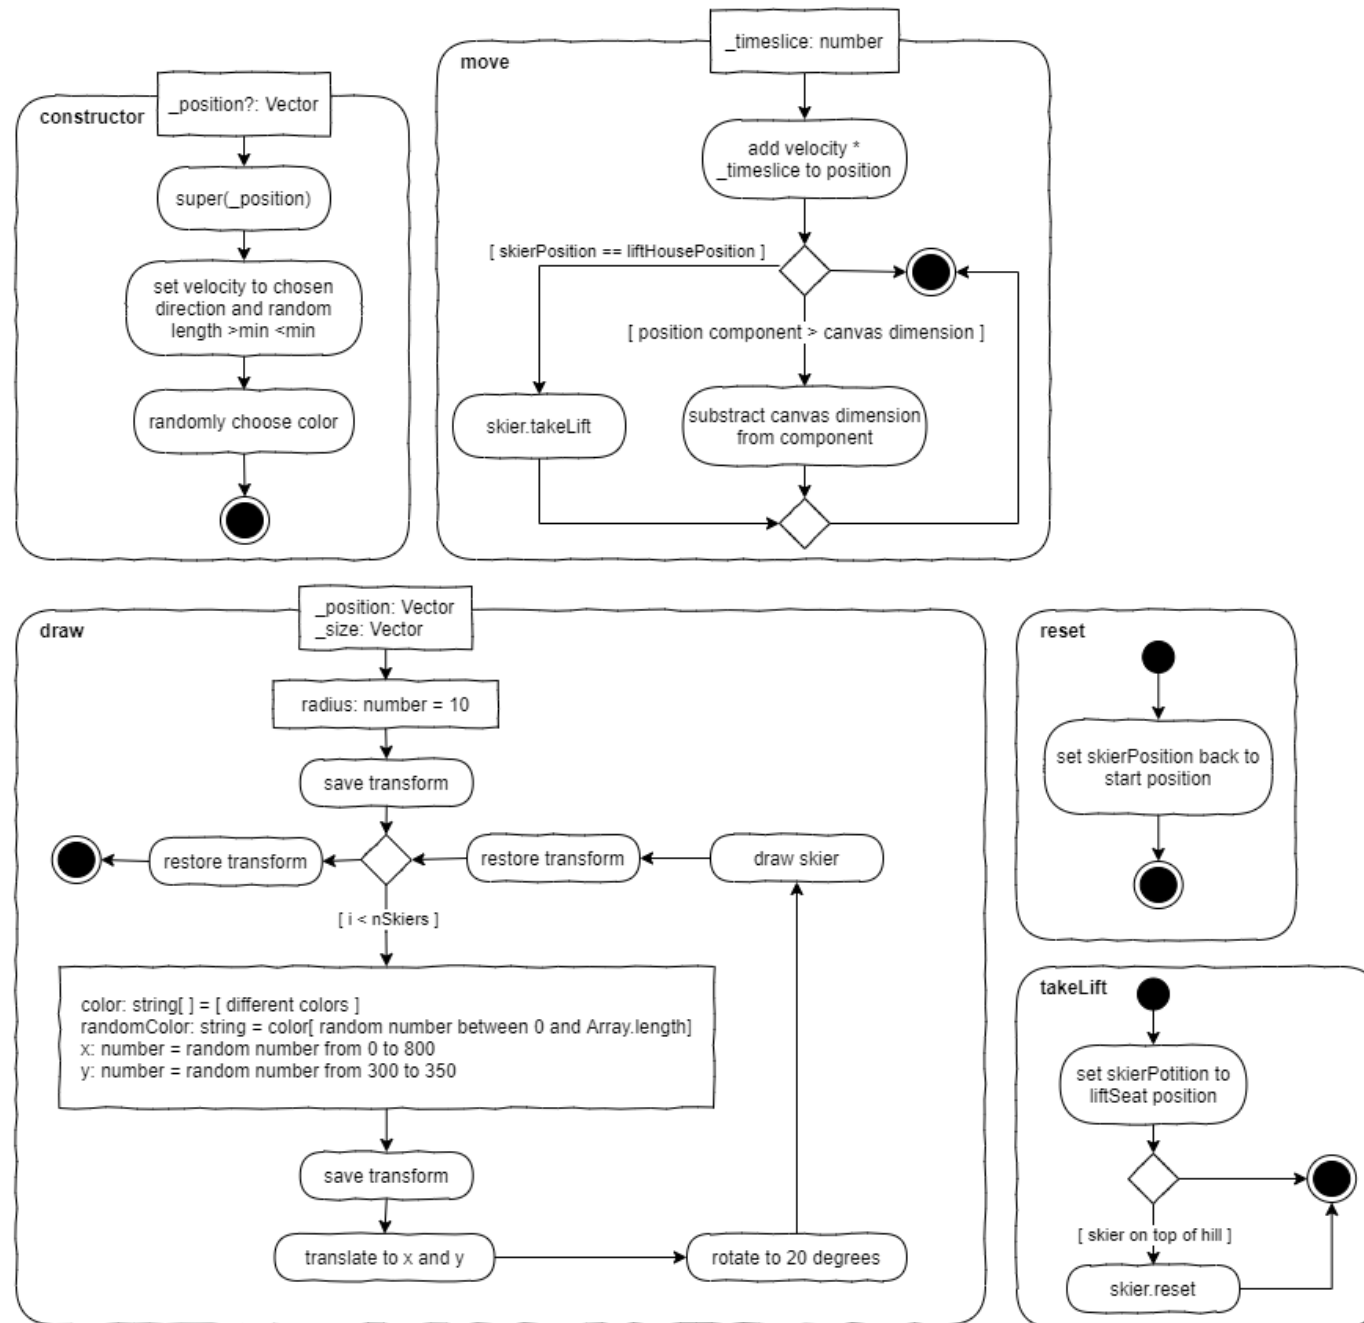 constructor
_position?: Vector
super(_position)
set velocity to chosen
direction and random
length >min <min
randomly choose color
move
_timeslice: number
add velocity *
_timeslice to position
[ skierPosition == liftHousePosition ]
[ position component > canvas dimension ]
skier.takeLift
substract canvas dimension
from component
draw
_position: Vector
_size: Vector
radius: number = 10
save transform
restore transform
restore transform
draw skier
[ i < nSkiers ]
color: string[ ] = [ different colors ]
randomColor: string = color[ random number between 0 and Array.length]
x: number = random number from 0 to 800
y: number = random number from 300 to 350
save transform
translate to x and y
rotate to 20 degrees
reset
set skierPosition back to
start position
takeLift
set skierPotition to
liftSeat position
[ skier on top of hill ]
skier.reset